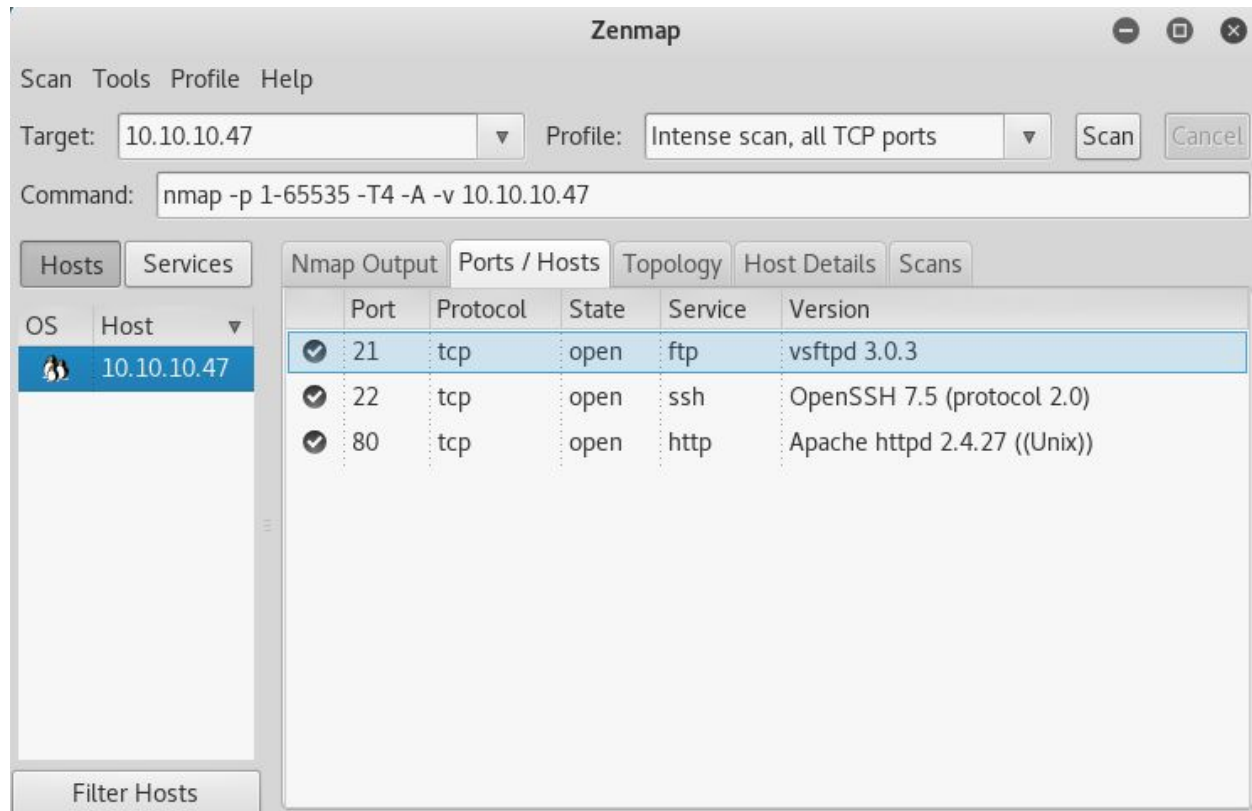 Zenmap
Scan Tools Profile Help
Target: 10.10.10.47 Profile: Intense scan, all TCP ports Scan Cancel
Command: nmap -p 1-65535 -T4 -A -v 10.10.10.47
Hosts Services Nmap Output Ports / Hosts Topology Host Details Scans
OS Host Port Protocol State Service Version
10.10.10.47 21 tcp open ftp vsftpd 3.0.3
22 tcp open ssh OpenSSH 7.5 (protocol 2.0)
80 tcp open http Apache httpd 2.4.27 ((Unix))
Filter Hosts